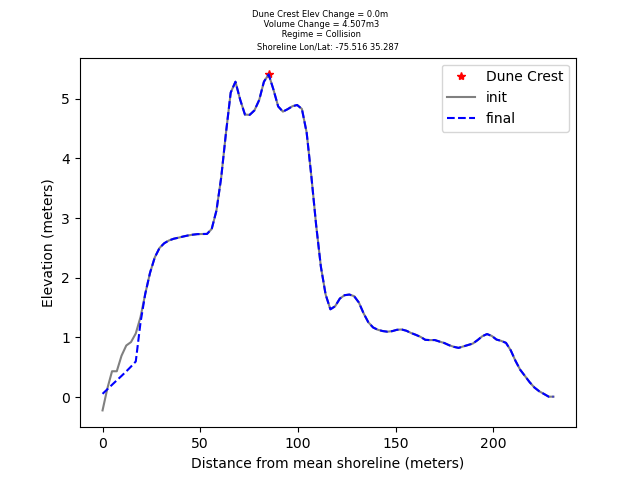 Dune Crest Elev Change = 0.0m
Volume Change = 4.507m3
Regime = Collision
Shoreline Lon/Lat: -75.516 35.287
Dune Crest
init
final
Elevation (meters)
5
4
3
2
1
0
0 50 100 150 200
Distance from mean shoreline (meters)